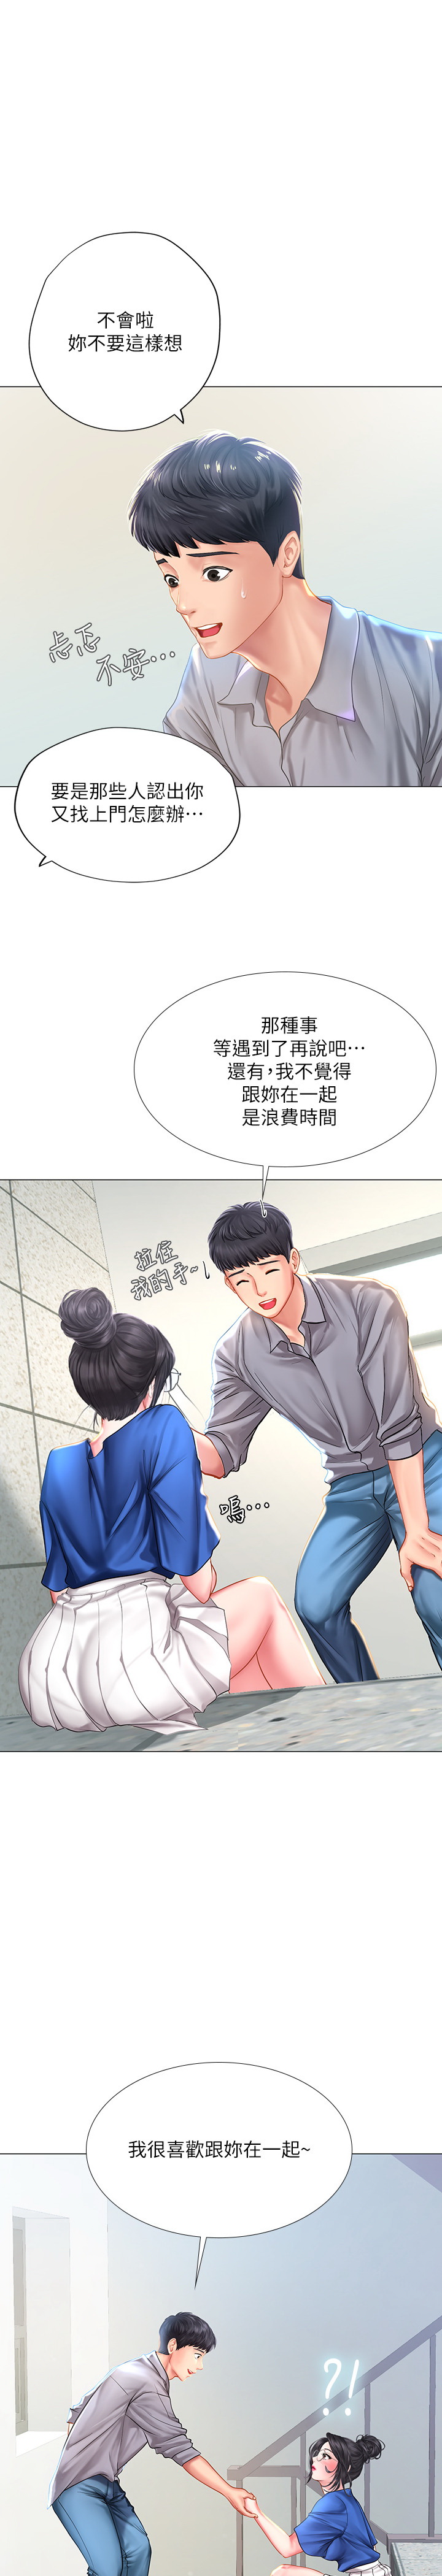 不會啦
妳不要這樣想
忐忑
不安…
要是那些人認出你
又找上門怎麼辦…
那種事
等遇到了再說吧…
還有，我不覺得
跟妳在一起
是浪費時間
拉住
我的手~
嗚…
我很喜歡跟妳在一起~
?!